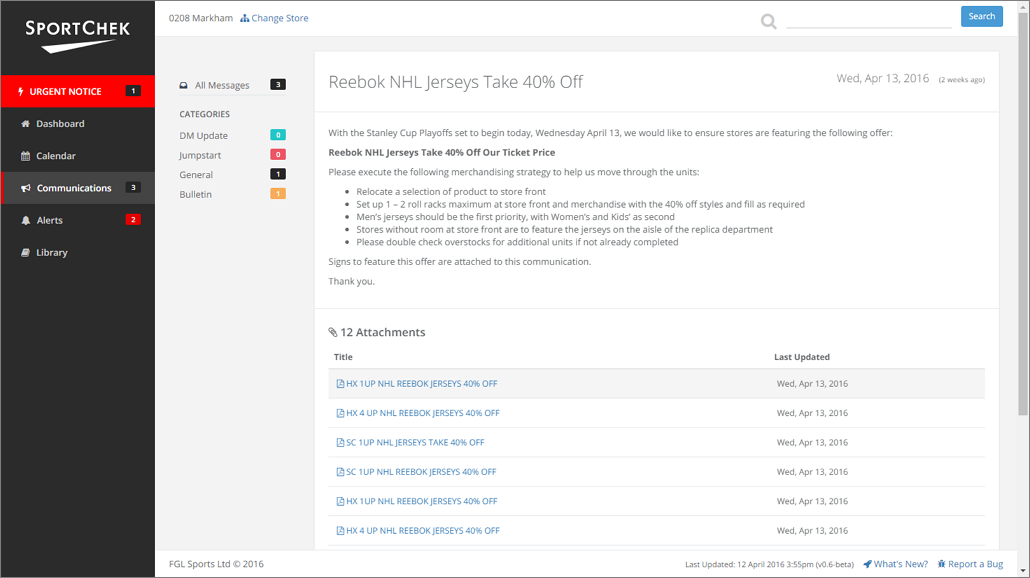 SPORTCHEK
URGENT NOTICE 1
Dashboard
Calendar
Communications 3
Alerts 2
Library
0208 Markham Change Store
Search
All Messages 3
CATEGORIES
DM Update 0
Jumpstart 0
General 1
Bulletin 1
Reebok NHL Jerseys Take 40% Off
Wed, Apr 13, 2016 (2 weeks ago)
With the Stanley Cup Playoffs set to begin today, Wednesday April 13, we would like to ensure stores are featuring the following offer:
Reebok NHL Jerseys Take 40% Off Our Ticket Price
Please execute the following merchandising strategy to help us move through the units:
• Relocate a selection of product to store front
• Set up 1 – 2 roll racks maximum at store front and merchandise with the 40% off styles and fill as required
• Men's jerseys should be the first priority, with Women's and Kids' as second
• Stores without room at store front are to feature the jerseys on the aisle of the replica department
• Please double check overstocks for additional units if not already completed
Signs to feature this offer are attached to this communication.
Thank you.
12 Attachments
Title Last Updated
HX 1UP NHL REEBOK JERSEYS 40% OFF Wed, Apr 13, 2016
HX 4 UP NHL REEBOK JERSEYS 40% OFF Wed, Apr 13, 2016
SC 1UP NHL JERSEYS TAKE 40% OFF Wed, Apr 13, 2016
SC 1UP NHL REEBOK JERSEYS 40% OFF Wed, Apr 13, 2016
HX 1UP NHL REEBOK JERSEYS 40% OFF Wed, Apr 13, 2016
HX 4 UP NHL REEBOK JERSEYS 40% OFF Wed, Apr 13, 2016
FGL Sports Ltd © 2016
Last Updated: 12 April 2016 3:55pm (v0.6-beta) What's New? Report a Bug